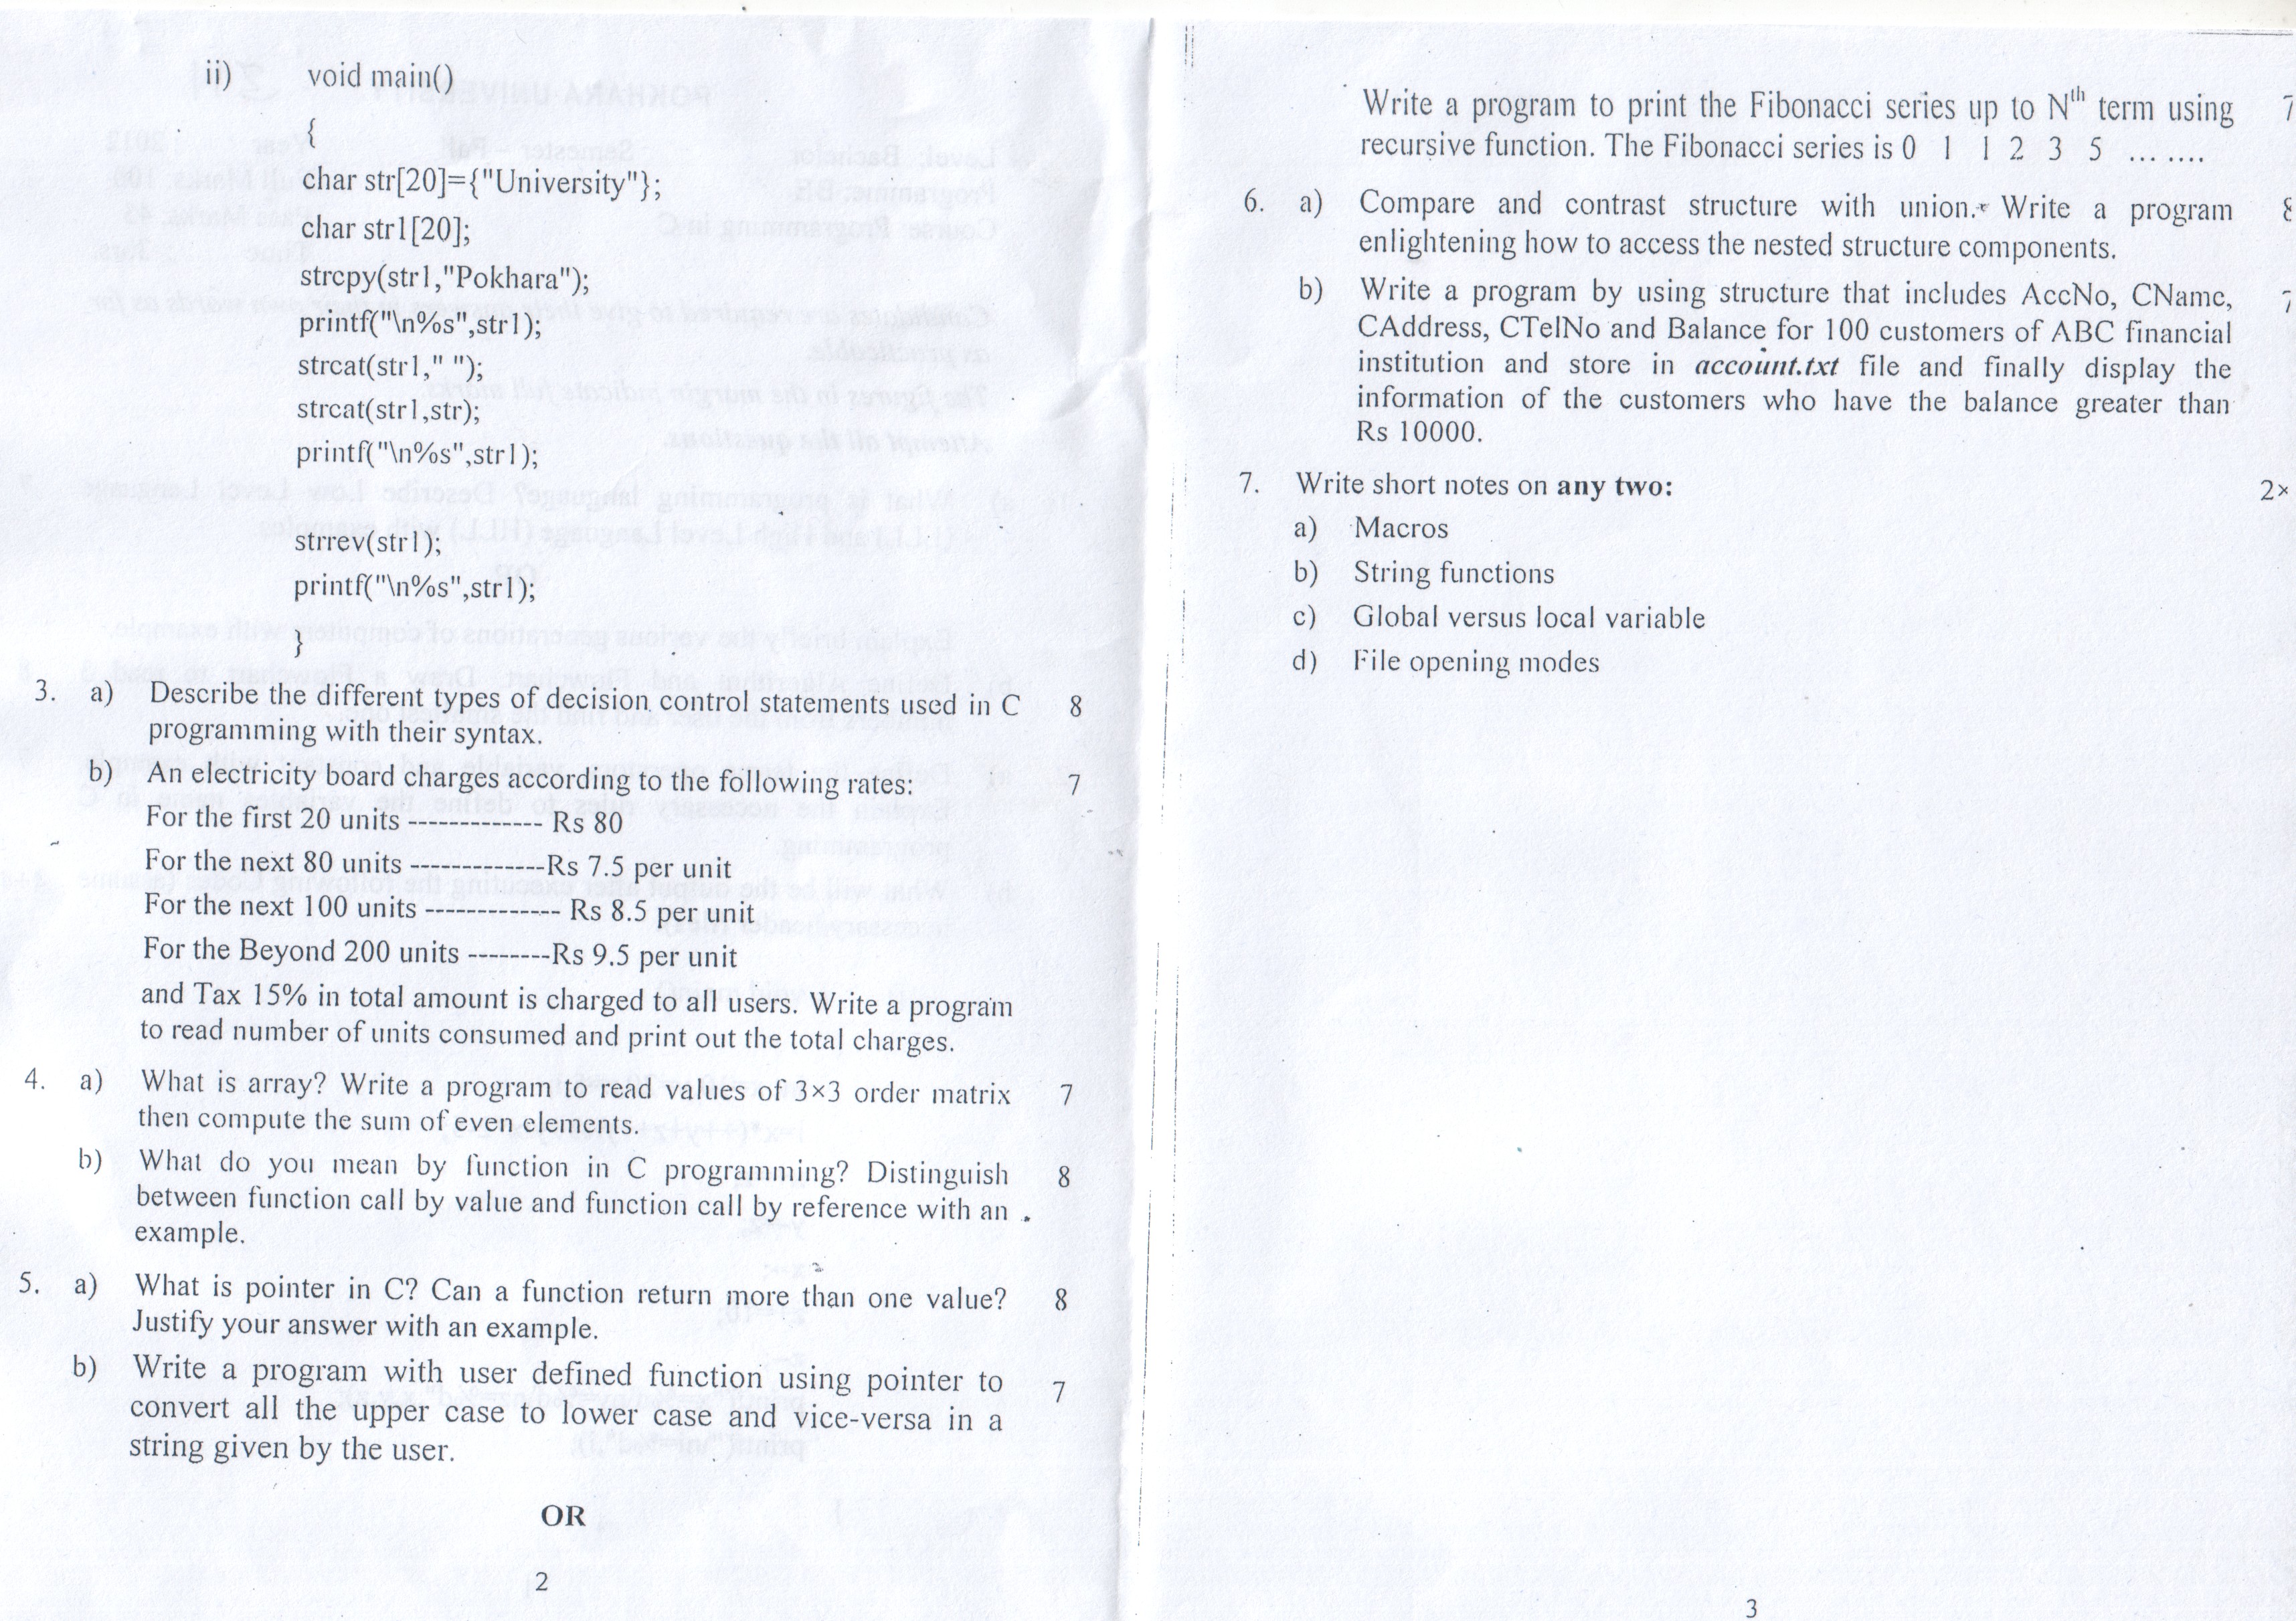 ii) void main()
{
char str[20]={"University"};
char str1[20];
strcpy(str1,"Pokhara");
printf("\n%s",str1);
strcat(str1," ");
strcat(str1,str);
printf("\n%s",str1);
strrev(str1);
printf("\n%s",str1);
}
3. a) Describe the different types of decision control statements used in C 8
programming with their syntax.
b) An electricity board charges according to the following rates: 7
For the first 20 units ------------- Rs 80
For the next 80 units -------------Rs 7.5 per unit
For the next 100 units ------------- Rs 8.5 per unit
For the Beyond 200 units --------Rs 9.5 per unit
and Tax 15% in total amount is charged to all users. Write a program
to read number of units consumed and print out the total charges.
4. a) What is array? Write a program to read values of 3×3 order matrix 7
then compute the sum of even elements.
b) What do you mean by function in C programming? Distinguish 8
between function call by value and function call by reference with an
example.
5. a) What is pointer in C? Can a function return more than one value? 8
Justify your answer with an example.
b) Write a program with user defined function using pointer to 7
convert all the upper case to lower case and vice-versa in a
string given by the user.
OR
2
Write a program to print the Fibonacci series up to Nth term using 7
recursive function. The Fibonacci series is 0 1 1 2 3 5 ... ....
6. a) Compare and contrast structure with union. Write a program
enlightening how to access the nested structure components.
b) Write a program by using structure that includes AccNo, CName,
CAddress, CTelNo and Balance for 100 customers of ABC financial
institution and store in account.txt file and finally display the
information of the customers who have the balance greater than
Rs 10000.
7. Write short notes on any two: 2×
a) Macros
b) String functions
c) Global versus local variable
d) File opening modes
3